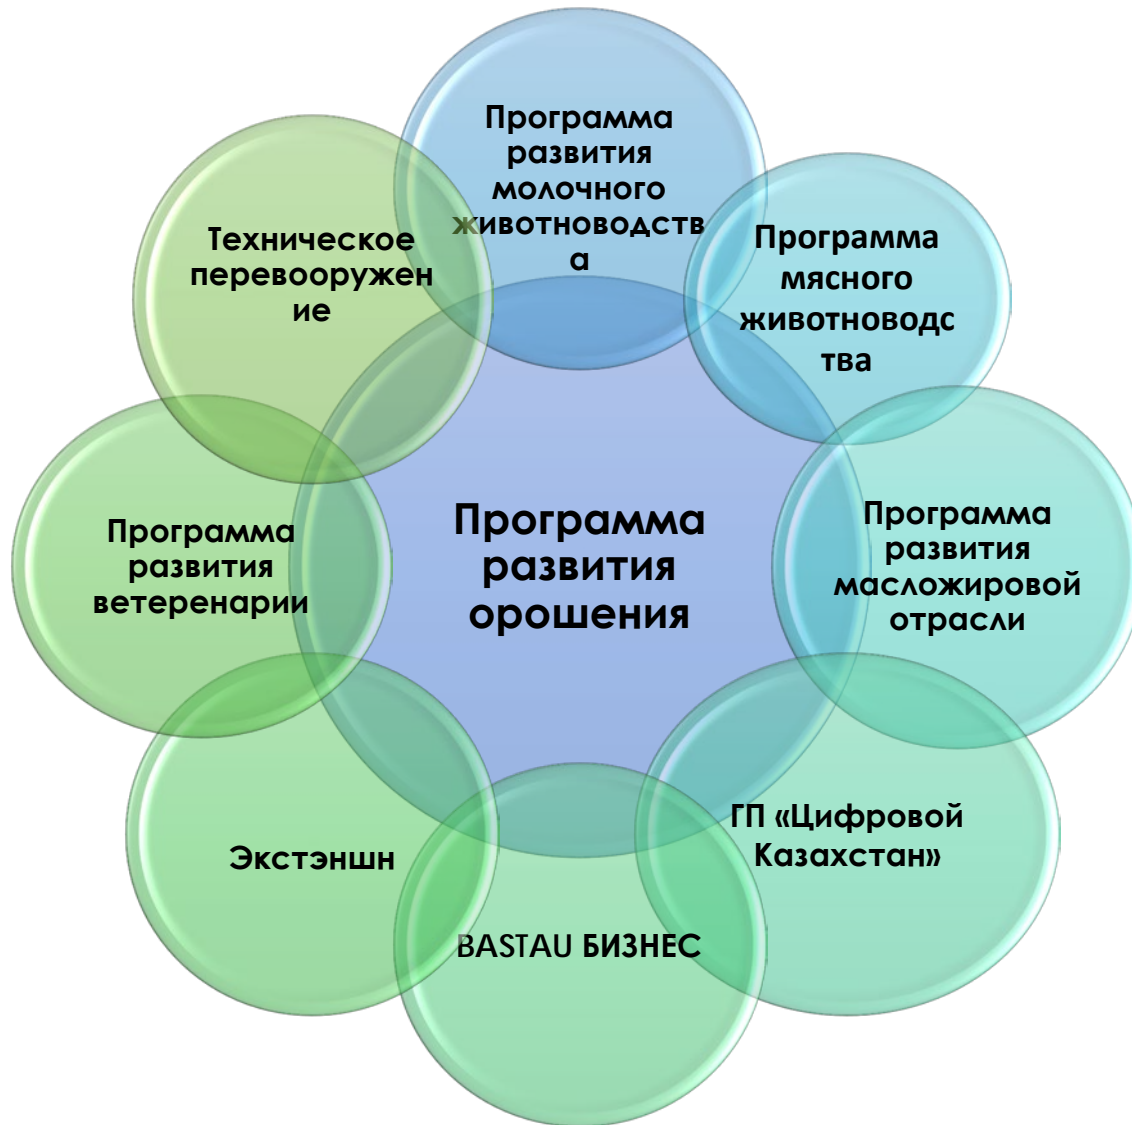 Программа
развития
молочного
животноводств
а
Программа
мясного
животноводс
тва
Программа
развития
масложировой
отрасли
ГП «Цифровой
Казахстан»
BASTAU БИЗНЕС
Экстэншн
Программа
развития
ветеренарии
Техническое
перевооружен
ие
Программа
развития
орошения